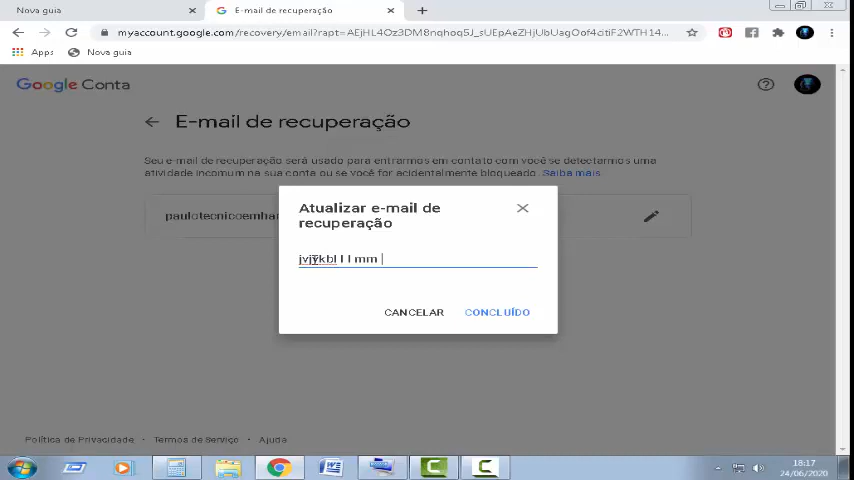 Nova guia
E-mail de recuperação
myaccount.google.com/recovery/email?rapt=AEjHL4Oz3DM8nqhoq5J_sUEpAeZHjUbUagOof4citiF2WTH14...
Apps
Nova guia
Google Conta
E-mail de recuperação
Seu e-mail de recuperação será usado para entrarmos em contato com você se detectarmos uma
atividade incomum na sua conta ou se você for acidentalmente bloqueado. Saiba mais
paulotecnicoemhar
Atualizar e-mail de
recuperação
jvjykbl l l mm
CANCELAR
CONCLUÍDO
Política de Privacidade
Termos de Serviço
Ajuda
18:17
24/06/2020